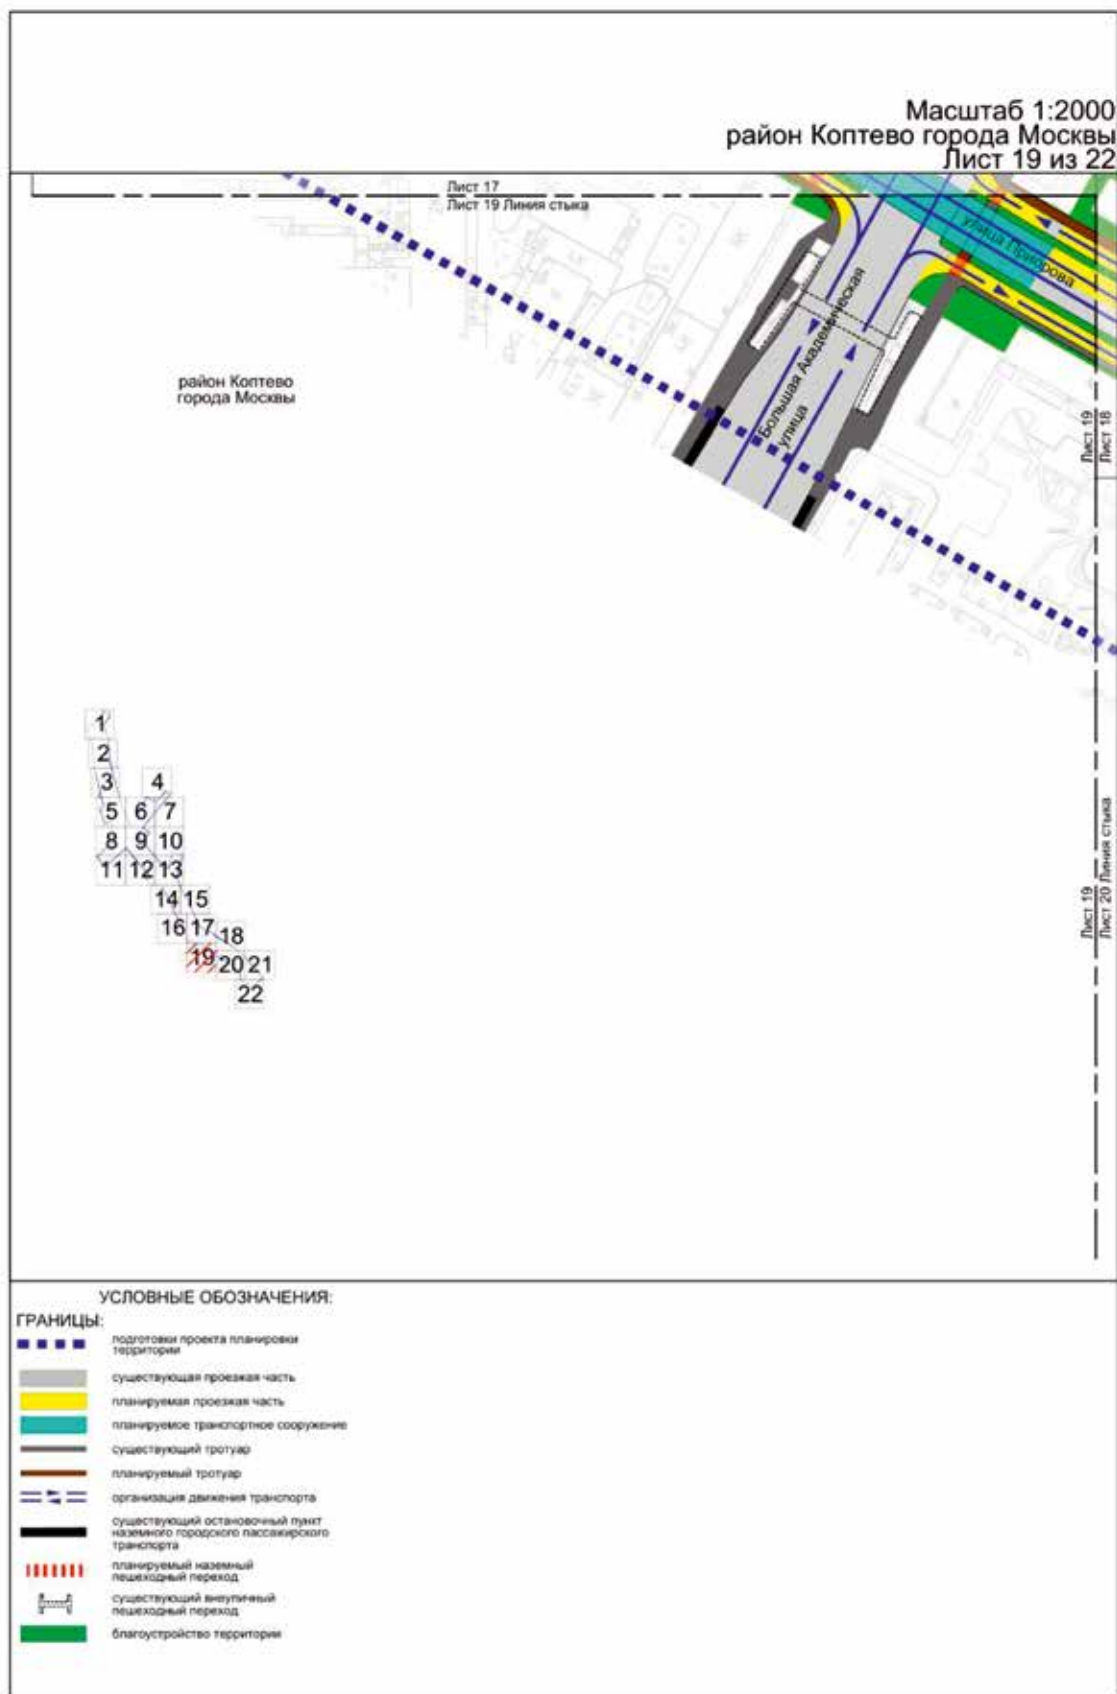 Масштаб 1:2000
район Коптево города Москвы
Лист 19 из 22
Лист 17
Лист 19 Линия стыка
улица Приорова
Большая Академическая
улица
район Коптево
города Москвы
Лист 19
Лист 18
1
2
3 4
5 6 7
8 9 10
11 12 13
14 15
16 17 18
19 20 21
22
Лист 19
Лист 20 Линия стыка
УСЛОВНЫЕ ОБОЗНАЧЕНИЯ:
ГРАНИЦЫ:
подготовки проекта планировки
территории
существующая проезжая часть
планируемая проезжая часть
планируемое транспортное сооружение
существующий тротуар
планируемый тротуар
организация движения транспорта
существующий остановочный пункт
наземного городского пассажирского
транспорта
планируемый наземный
пешеходный переход
существующий внеуличный
пешеходный переход
благоустройство территории